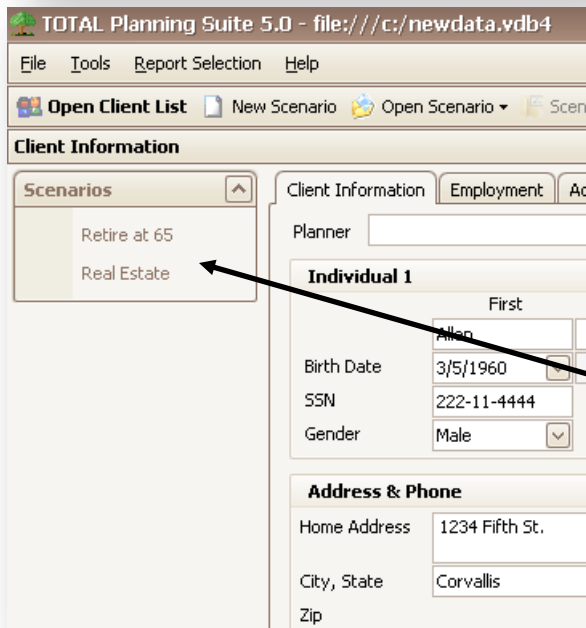 TOTAL Planning Suite 5.0 - file:///c:/newdata.vdb4
File Tools Report Selection Help
Open Client List New Scenario Open Scenario Scen
Client Information
Scenarios
Retire at 65
Real Estate
Client Information Employment Ac
Planner
Individual 1
First
Allen
Birth Date 3/5/1960
SSN 222-11-4444
Gender Male
Address & Phone
Home Address 1234 Fifth St.
City, State Corvallis
Zip